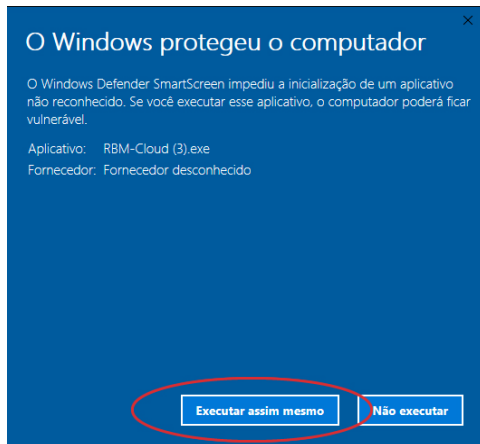 O Windows protegeu o computador
O Windows Defender SmartScreen impediu a inicialização de um aplicativo
não reconhecido. Se você executar esse aplicativo, o computador poderá ficar
vulnerável.
Aplicativo: RBM-Cloud (3).exe
Fornecedor: Fornecedor desconhecido
Executar assim mesmo Não executar